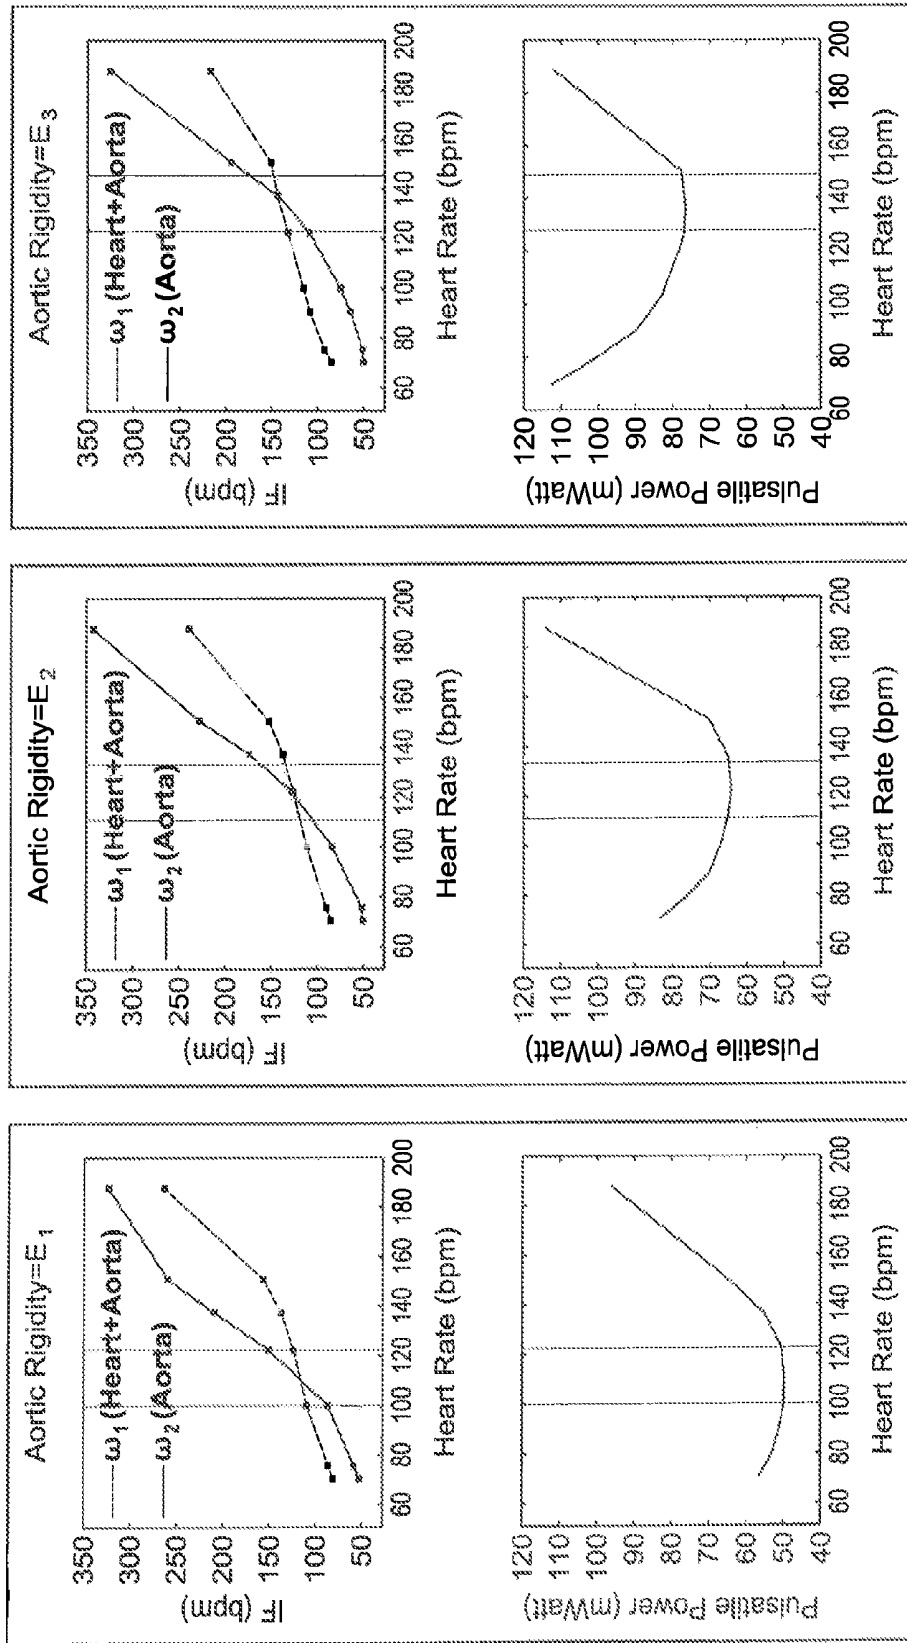 Aortic Rigidity=E1
350
300
250
200
150
100
50
IF (bpm)
ω1 (Heart+Aorta)
ω2 (Aorta)
60 80 100 120 140 160 180 200
Heart Rate (bpm)
120
100
90
80
70
60
50
40
Pulsatile Power (mWatt)
60 80 100 120 140 160 180 200
Heart Rate (bpm)
Aortic Rigidity=E2
350
300
250
200
150
100
50
IF (bpm)
ω1 (Heart+Aorta)
ω2 (Aorta)
60 80 100 120 140 160 180 200
Heart Rate (bpm)
120
100
90
80
70
60
50
40
Pulsatile Power (mWatt)
60 80 100 120 140 160 180 200
Heart Rate (bpm)
Aortic Rigidity=E3
350
300
250
200
150
100
50
IF (bpm)
ω1 (Heart+Aorta)
ω2 (Aorta)
60 80 100 120 140 160 180 200
Heart Rate (bpm)
120
110
100
90
80
70
60
50
40
Pulsatile Power (mWatt)
60 80 100 120 140 160 180 200
Heart Rate (bpm)